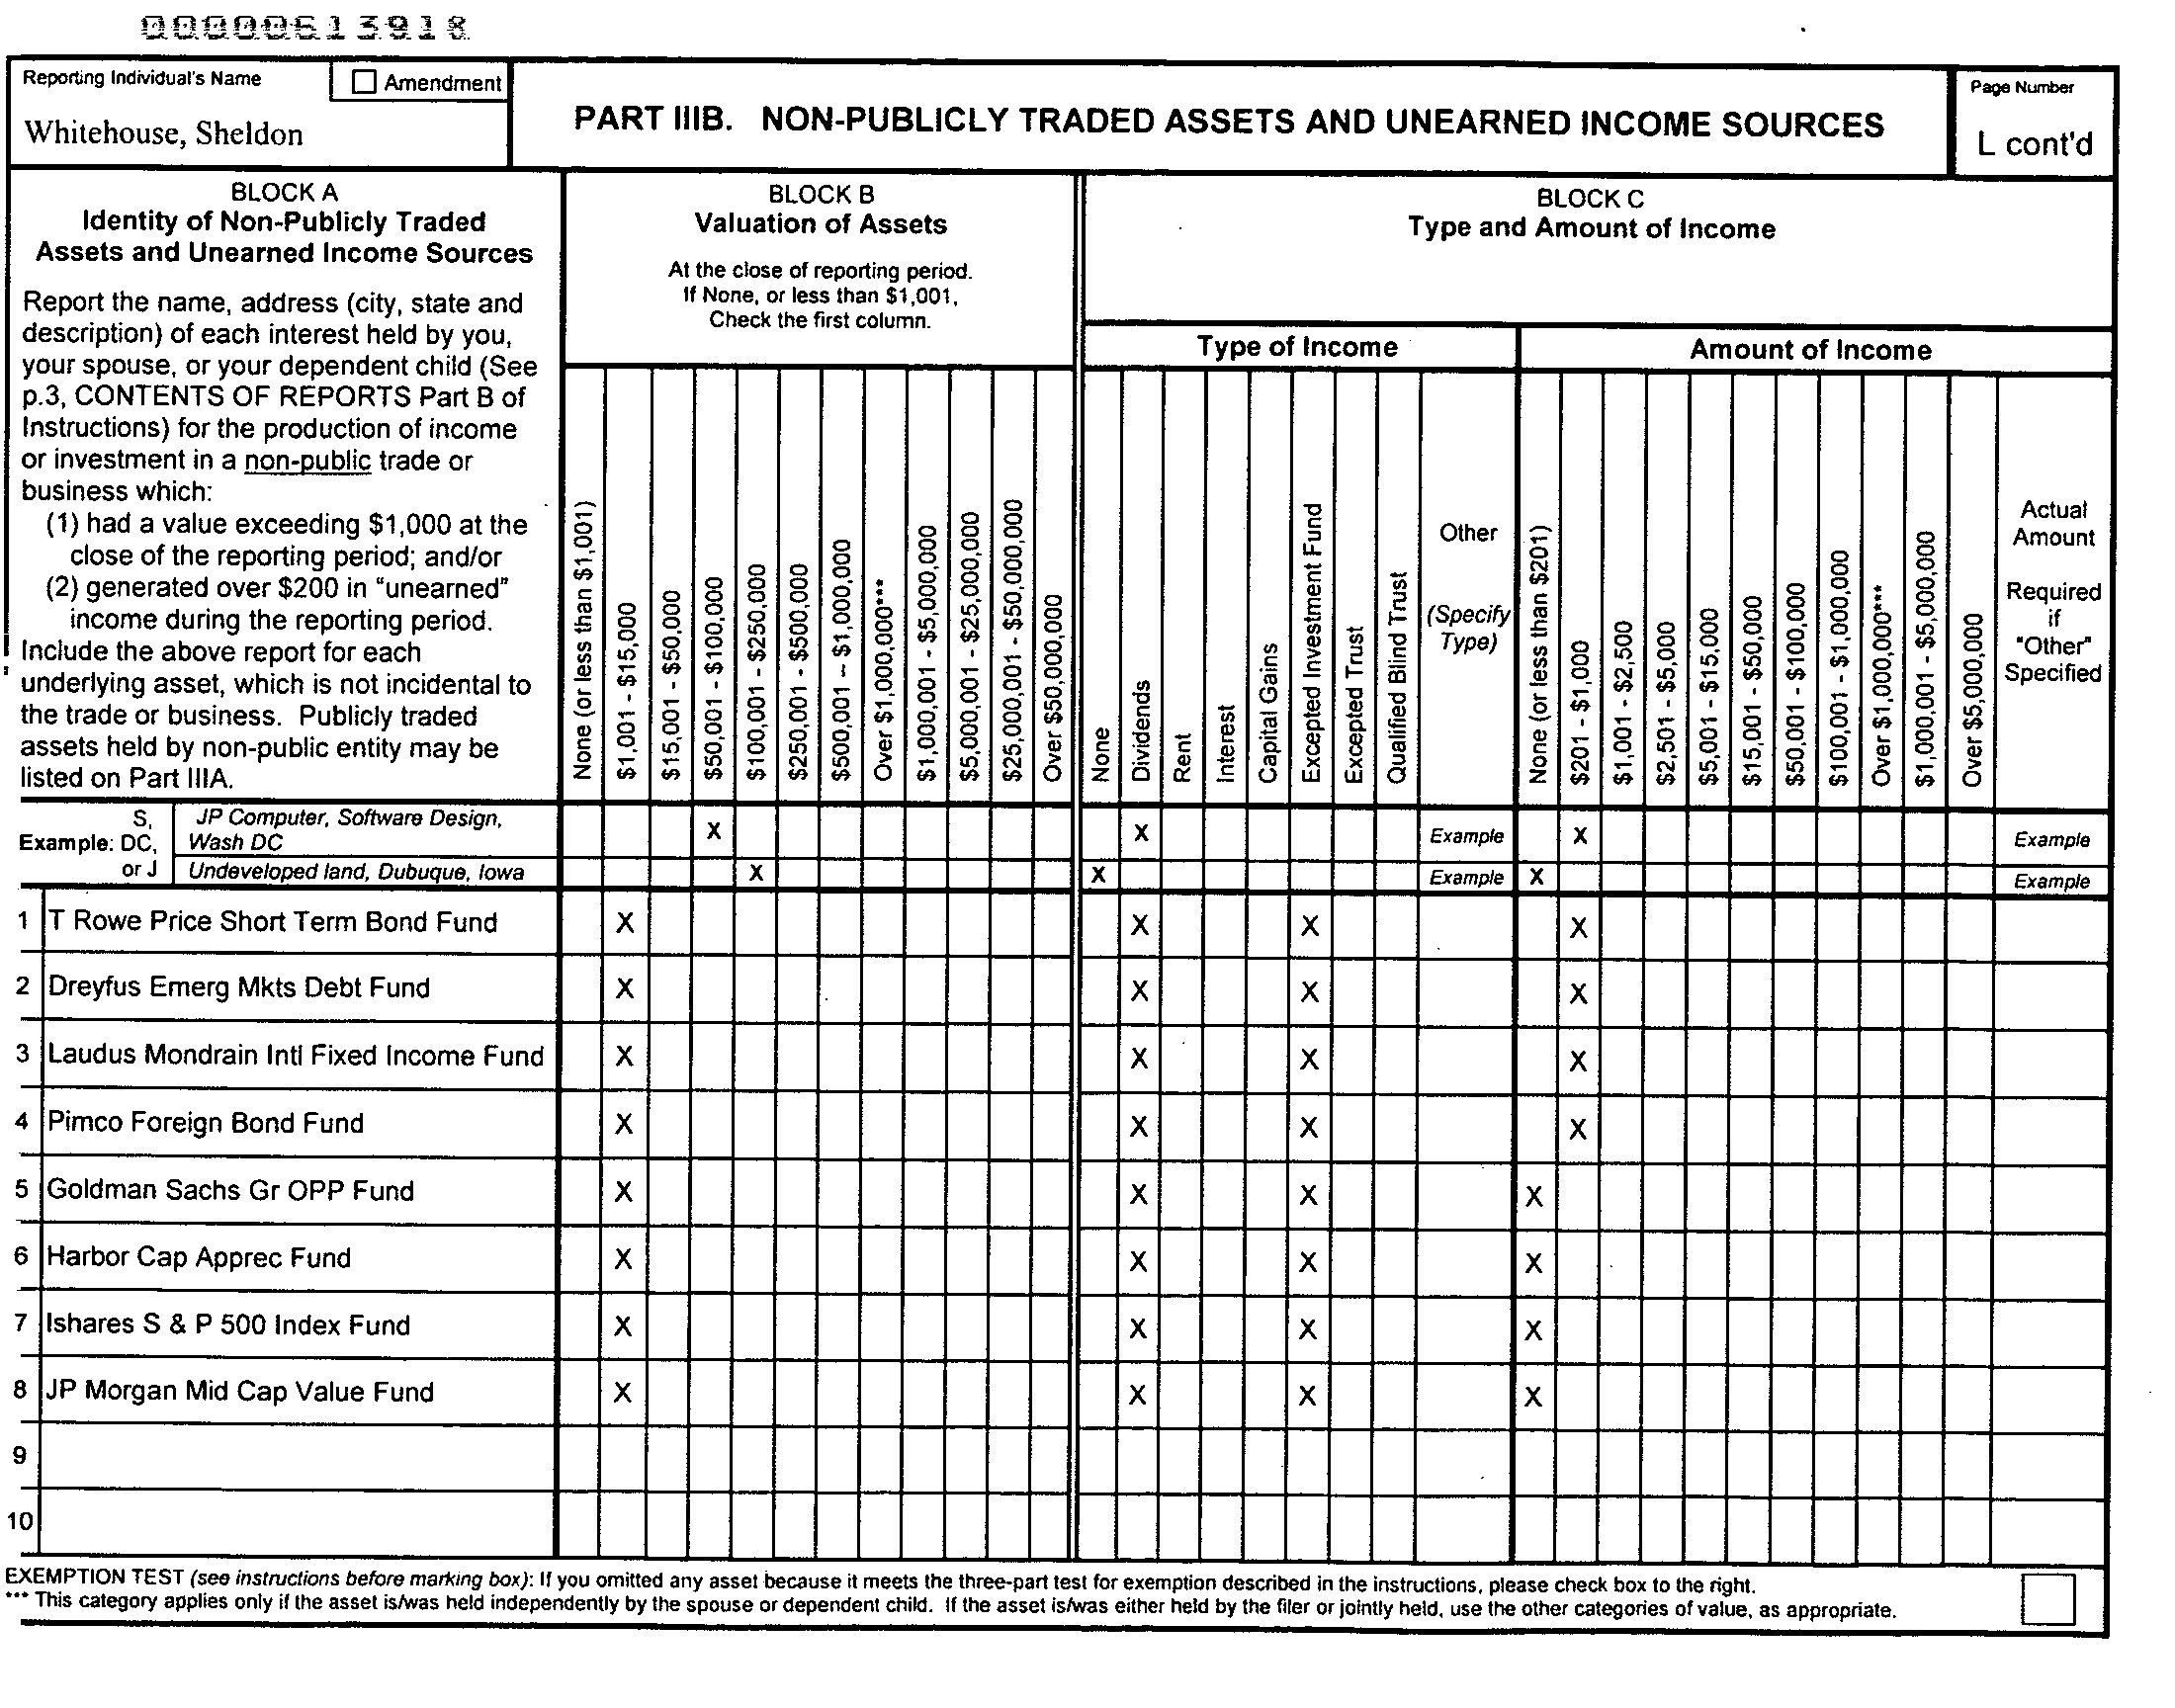 00000613918
Reporting Individual's Name
Amendment
Whitehouse, Sheldon
PART IIIB. NON-PUBLICLY TRADED ASSETS AND UNEARNED INCOME SOURCES
Page Number
L cont'd
BLOCK A
Identity of Non-Publicly Traded
Assets and Unearned Income Sources
Report the name, address (city, state and
description) of each interest held by you,
your spouse, or your dependent child (See
p.3, CONTENTS OF REPORTS Part B of
Instructions) for the production of income
or investment in a non-public trade or
business which:
(1) had a value exceeding $1,000 at the
close of the reporting period; and/or
(2) generated over $200 in "unearned"
income during the reporting period.
Include the above report for each
underlying asset, which is not incidental to
the trade or business. Publicly traded
assets held by non-public entity may be
listed on Part IIIA.
BLOCK B
Valuation of Assets
At the close of reporting period.
If None, or less than $1,001,
Check the first column.
None (or less than $1,001)
$1,001 - $15,000
$15,001 - $50,000
$50,001 - $100,000
$100,001 - $250,000
$250,001 - $500,000
$500,001 – $1,000,000
Over $1,000,000***
$1,000,001 - $5,000,000
$5,000,001 - $25,000,000
$25,000,001 - $50,000,000
Over $50,000,000
BLOCK C
Type and Amount of Income
Type of Income
None
Dividends
Rent
Interest
Capital Gains
Excepted Investment Fund
Excepted Trust
Qualified Blind Trust
Other
(Specify
Type)
Amount of Income
None (or less than $201)
$201 - $1,000
$1,001 - $2,500
$2,501 - $5,000
$5,001 - $15,000
$15,001 - $50,000
$50,001 - $100,000
$100,001 - $1,000,000
Over $1,000,000***
$1,000,001 - $5,000,000
Over $5,000,000
Actual
Amount
Required
if
"Other"
Specified
Example:
S,
DC,
or J
JP Computer, Software Design,
Wash DC
X X Example X Example
Undeveloped land, Dubuque, Iowa X X Example X Example
1 T Rowe Price Short Term Bond Fund X X X X
2 Dreyfus Emerg Mkts Debt Fund X X X X
3 Laudus Mondrain Intl Fixed Income Fund X X X X
4 Pimco Foreign Bond Fund X X X X
5 Goldman Sachs Gr OPP Fund X X X X
6 Harbor Cap Apprec Fund X X X X
7 Ishares S & P 500 Index Fund X X X X
8 JP Morgan Mid Cap Value Fund X X X X
9
10
EXEMPTION TEST (see instructions before marking box): If you omitted any asset because it meets the three-part test for exemption described in the instructions, please check box to the right.
*** This category applies only if the asset is/was held independently by the spouse or dependent child. If the asset is/was either held by the filer or jointly held, use the other categories of value, as appropriate.